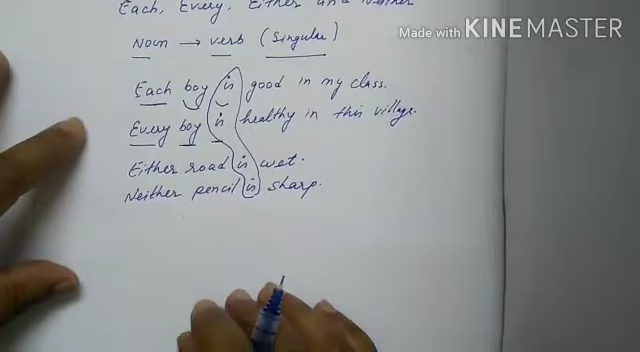 Each, Every, Either and Neither
Made with KINEMASTER
Noun → verb (Singular)
Each boy is good in my class.
Every boy is healthy in this village.
Either road is wet.
Neither pencil is sharp.